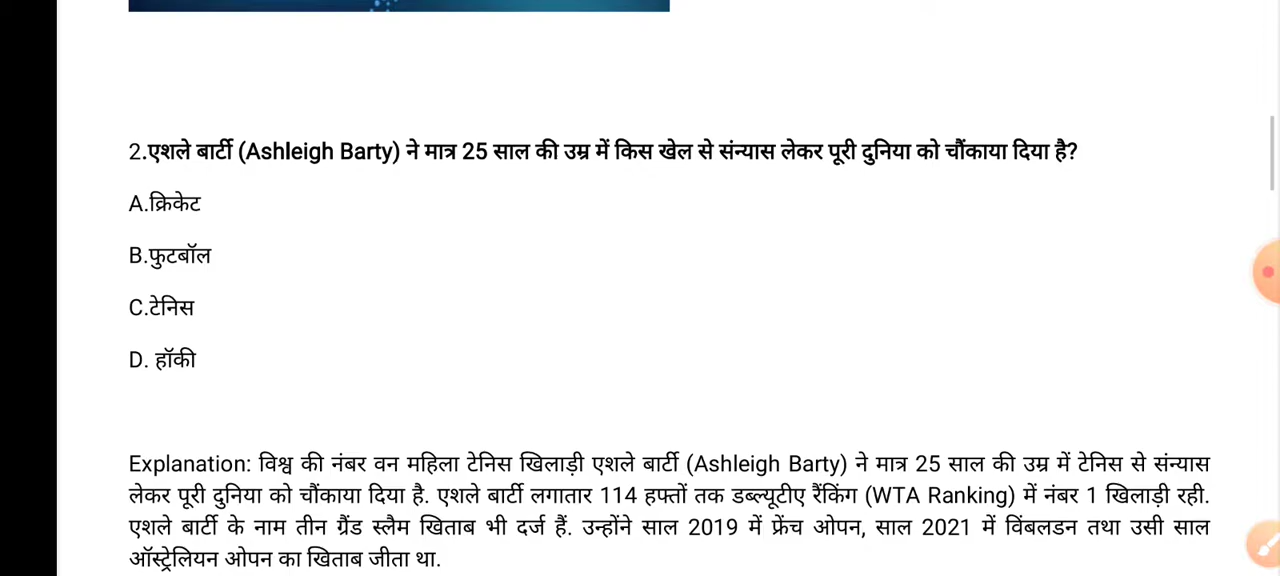 2.एशले बार्टी (Ashleigh Barty) ने मात्र 25 साल की उम्र में किस खेल से संन्यास लेकर पूरी दुनिया को चौंकाया दिया है?
A.क्रिकेट
B.फुटबॉल
C.टेनिस
D. हॉकी
Explanation: विश्व की नंबर वन महिला टेनिस खिलाड़ी एशले बार्टी (Ashleigh Barty) ने मात्र 25 साल की उम्र में टेनिस से संन्यास
लेकर पूरी दुनिया को चौंकाया दिया है. एशले बार्टी लगातार 114 हफ्तों तक डब्ल्यूटीए रैंकिंग (WTA Ranking) में नंबर 1 खिलाड़ी रही.
एशले बार्टी के नाम तीन ग्रैंड स्लैम खिताब भी दर्ज हैं. उन्होंने साल 2019 में फ्रेंच ओपन, साल 2021 में विंबलडन तथा उसी साल
ऑस्ट्रेलियन ओपन का खिताब जीता था.